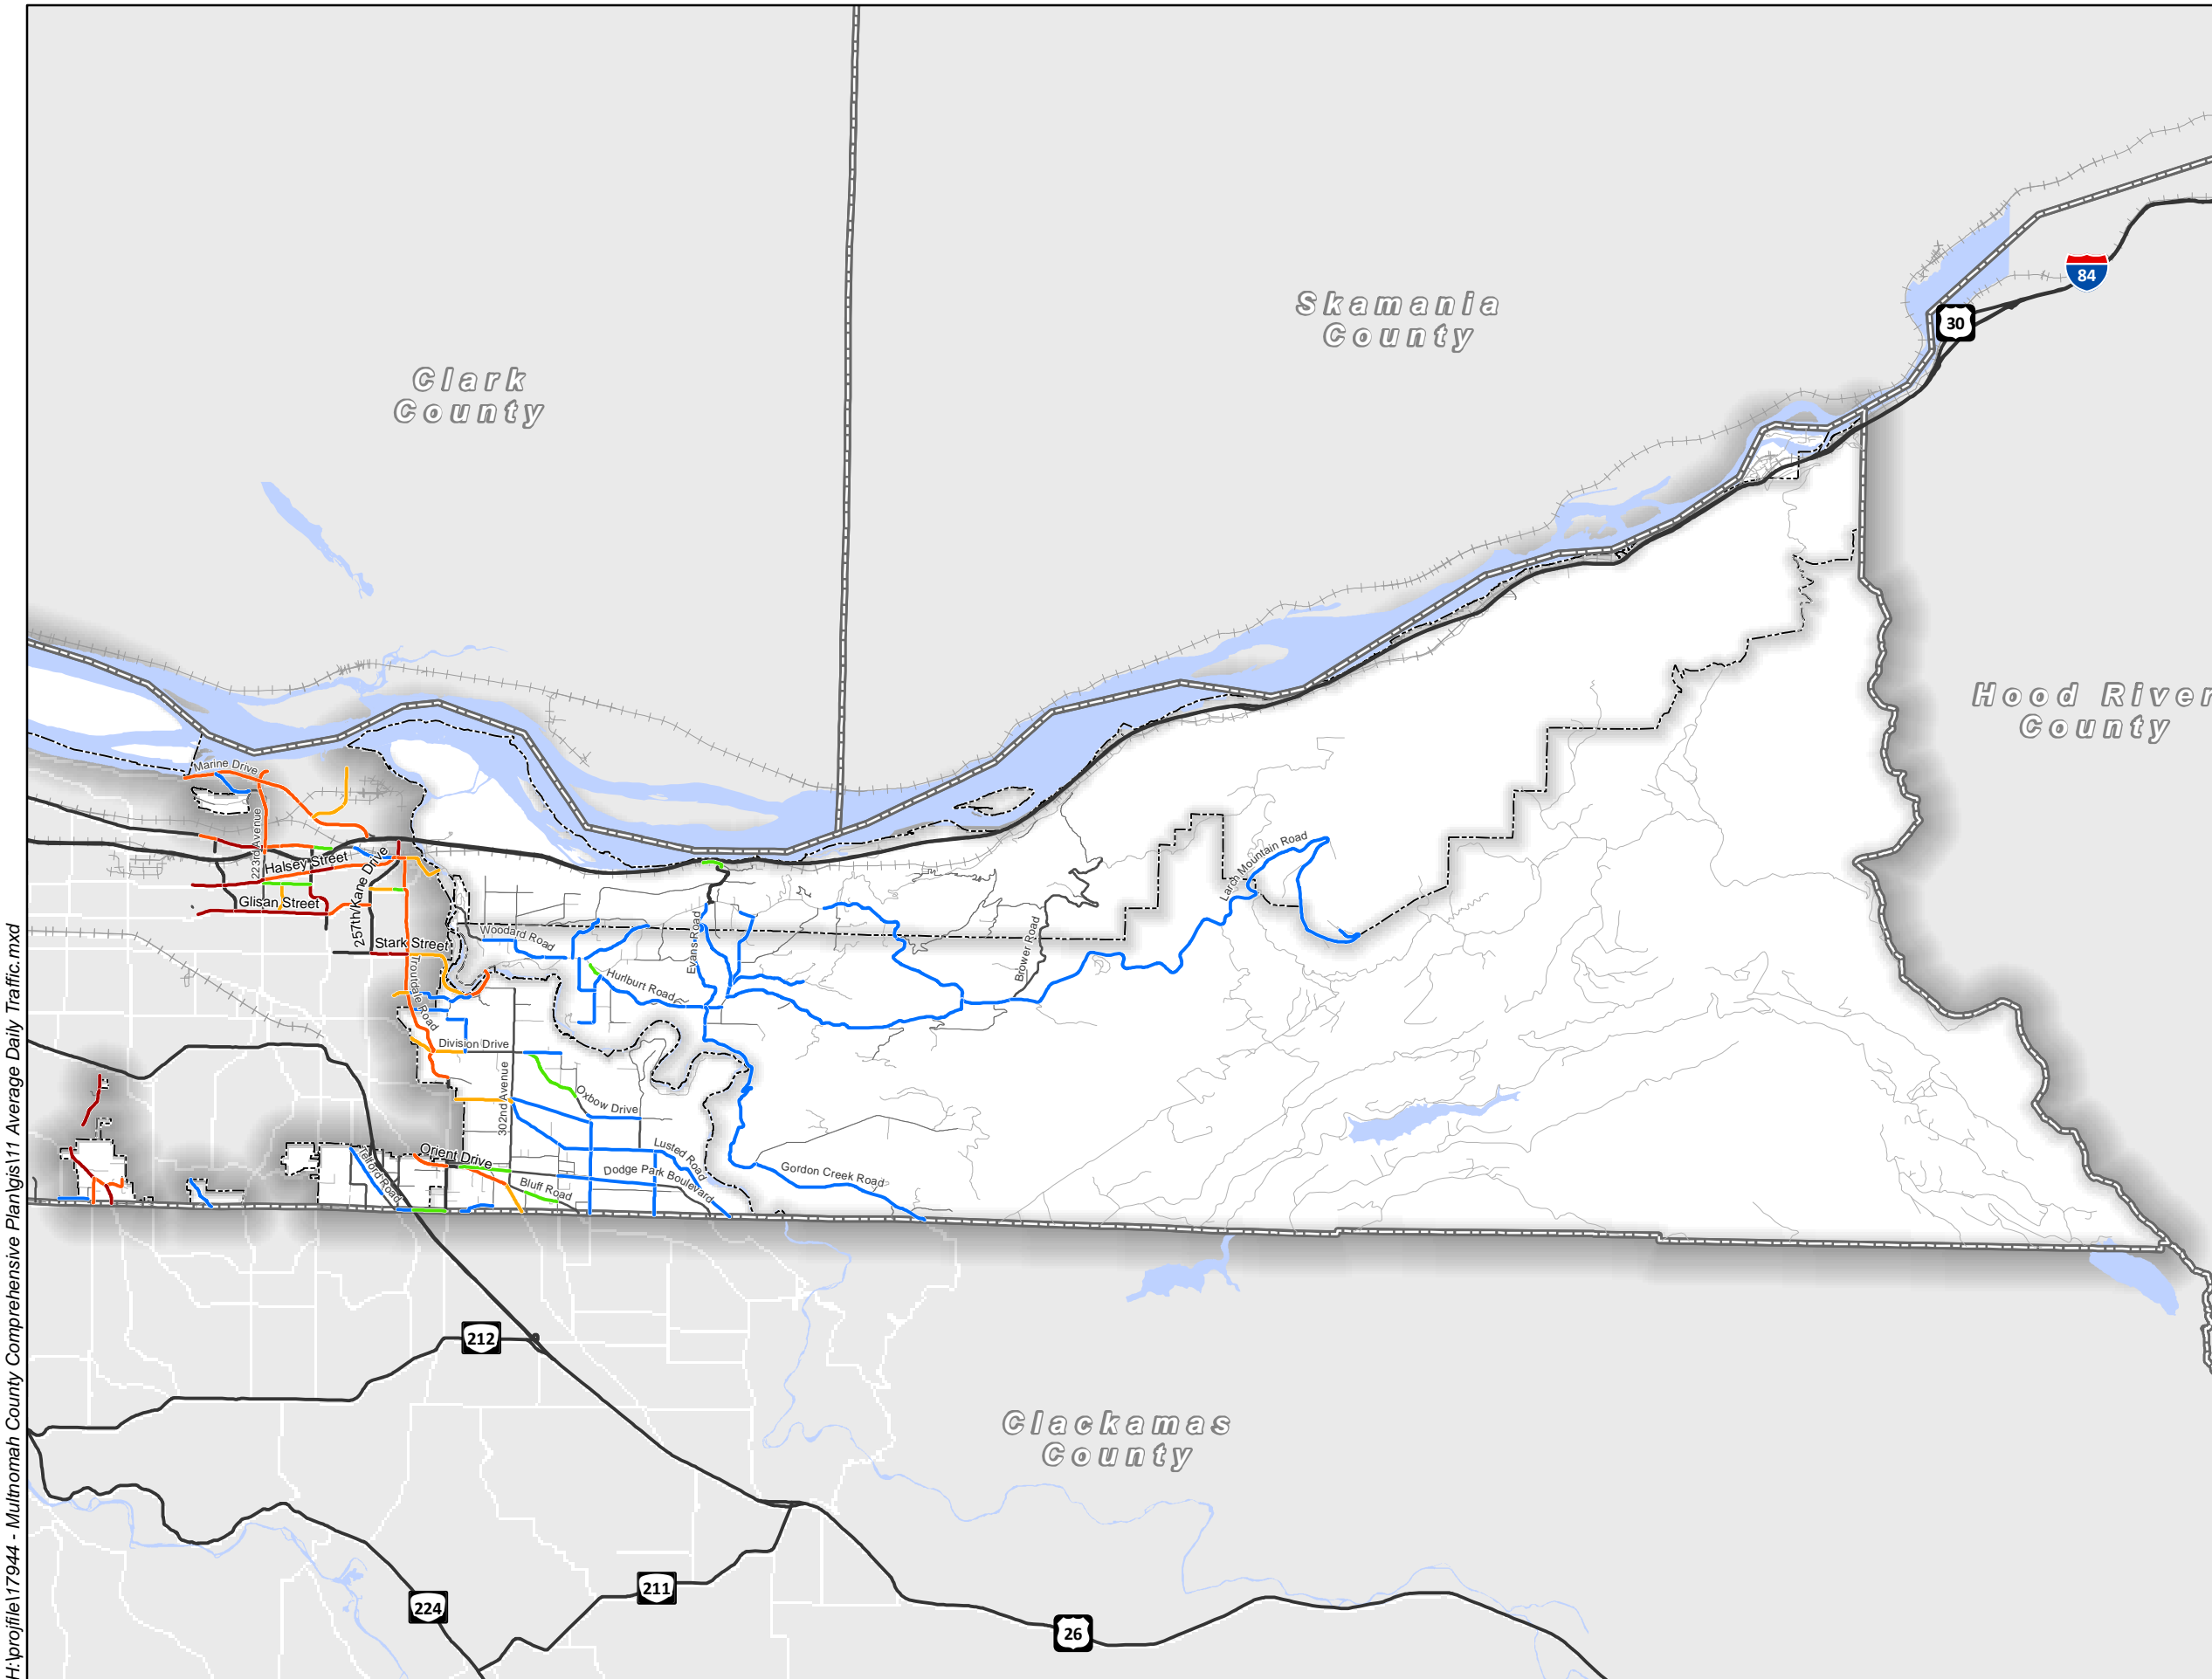 84
30
Skamania
County
Clark
County
Hood River
County
Marine Drive
223rd Avenue
Halsey Street
257th/Kane Drive
Glisan Street
Stark Street
Troutdale Road
Woodard Road
Evans Road
Hurlburt Road
Larch Mountain Road
Brower Road
Division Drive
302nd Avenue
Oxbow Drive
Orient Drive
Telford Road
Lusted Road
Dodge Park Boulevard
Bluff Road
Gordon Creek Road
212
Clackamas
County
211
224
26
H:\projfile\17944 - Multnomah County Comprehensive Plan\gis\11 Average Daily Traffic.mxd